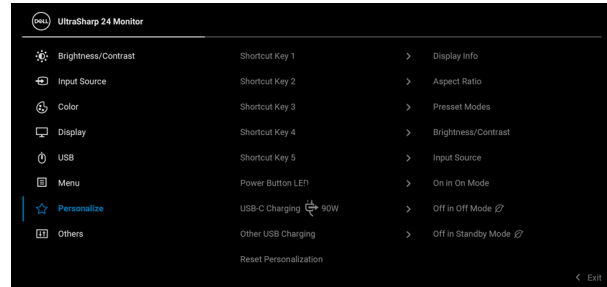 DELL UltraSharp 24 Monitor
Brightness/Contrast Shortcut Key 1 > Display Info
Input Source Shortcut Key 2 > Aspect Ratio
Color Shortcut Key 3 > Presset Modes
Display Shortcut Key 4 > Brightness/Contrast
USB Shortcut Key 5 > Input Source
Menu Power Button LED > On in On Mode
Personalize USB-C Charging 90W > Off in Off Mode
Others Other USB Charging > Off in Standby Mode
Reset Personalization
< Exit